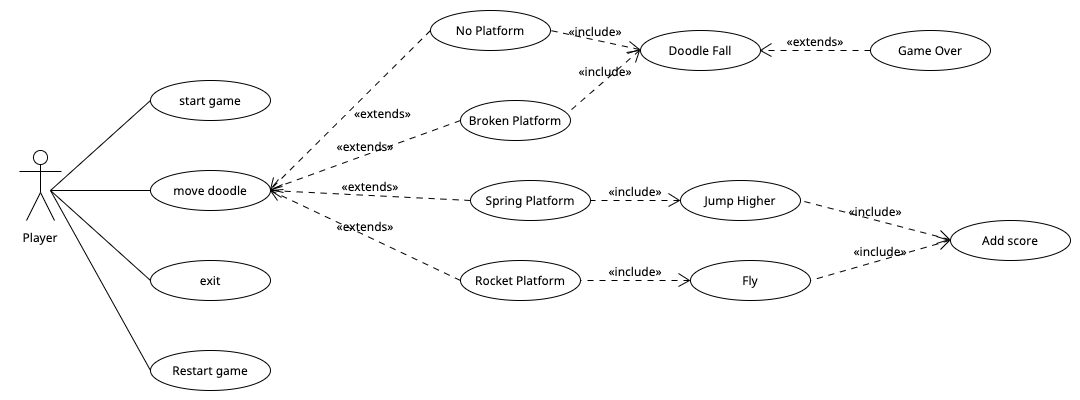 No Platform
«include»
Doodle Fall
«extends»
Game Over
«include»
start game
«extends»
Broken Platform
«extends»
move doodle
«extends»
Spring Platform
«include»
Jump Higher
«include»
Player
«extends»
Add score
«include»
exit
Rocket Platform
«include»
Fly
Restart game